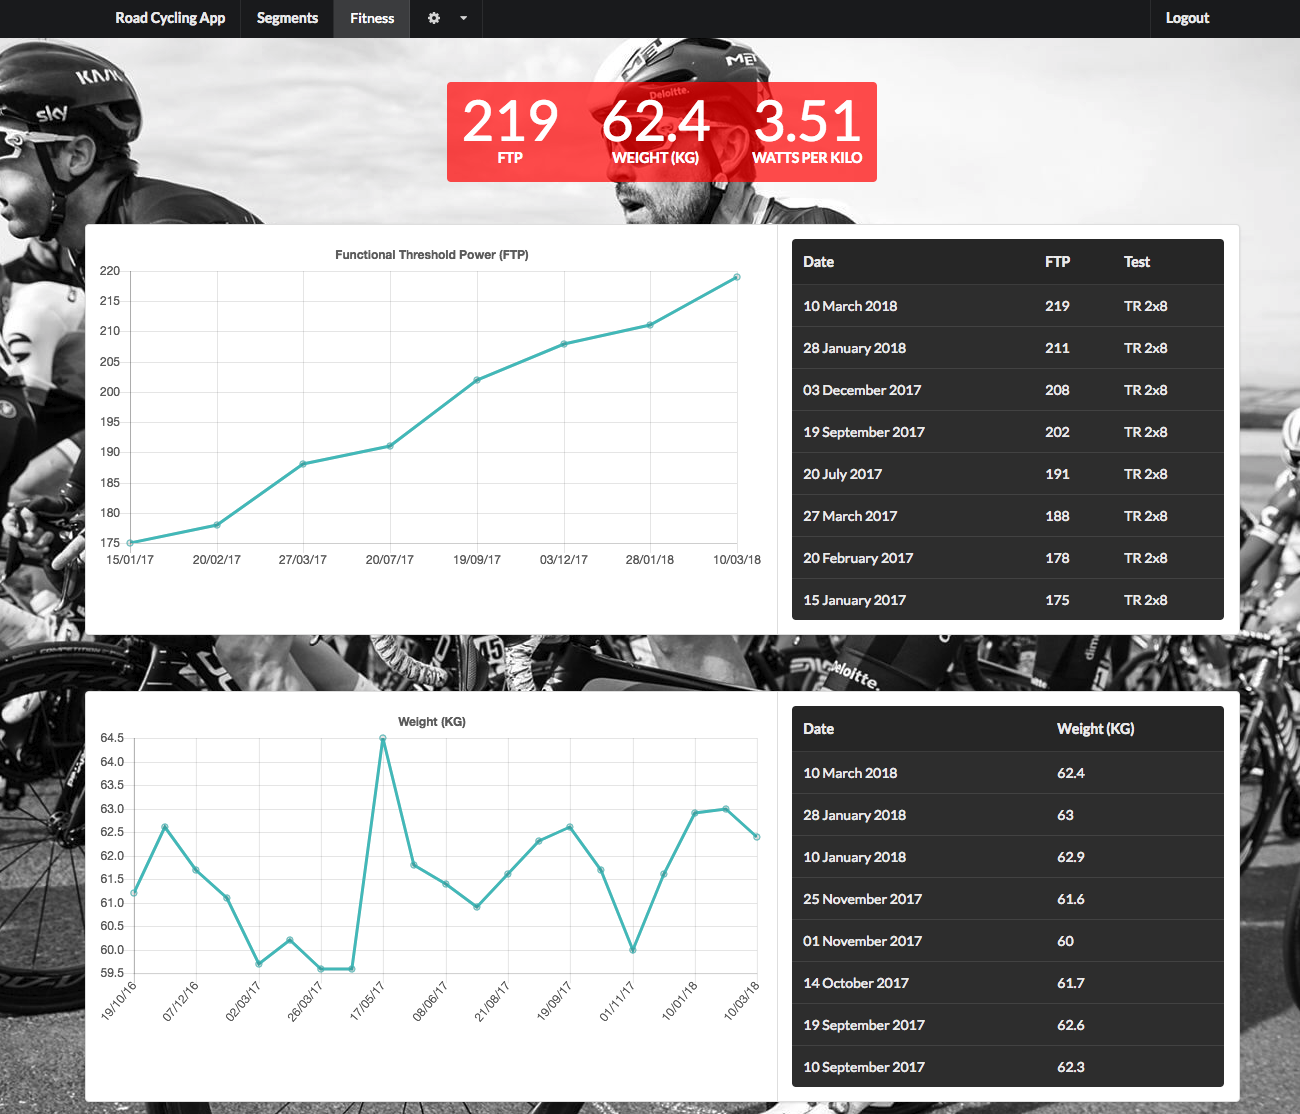 Road Cycling App Segments Fitness Logout
KASK
sky
MET
Deloitte.
219 62.4 3.51
FTP WEIGHT (KG) WATTS PER KILO
Functional Threshold Power (FTP)
220
215
210
205
200
195
190
185
180
175
15/01/17 20/02/17 27/03/17 20/07/17 19/09/17 03/12/17 28/01/18 10/03/18
Date FTP Test
10 March 2018 219 TR 2x8
28 January 2018 211 TR 2x8
03 December 2017 208 TR 2x8
19 September 2017 202 TR 2x8
20 July 2017 191 TR 2x8
27 March 2017 188 TR 2x8
20 February 2017 178 TR 2x8
15 January 2017 175 TR 2x8
45
Deloitte.
Weight (KG)
64.5
64.0
63.5
63.0
62.5
62.0
61.5
61.0
60.5
60.0
59.5
19/10/16 07/12/16 02/03/17 26/03/17 17/05/17 08/06/17 21/08/17 19/09/17 01/11/17 10/01/18 10/03/18
Date Weight (KG)
10 March 2018 62.4
28 January 2018 63
10 January 2018 62.9
25 November 2017 61.6
01 November 2017 60
14 October 2017 61.7
19 September 2017 62.6
10 September 2017 62.3